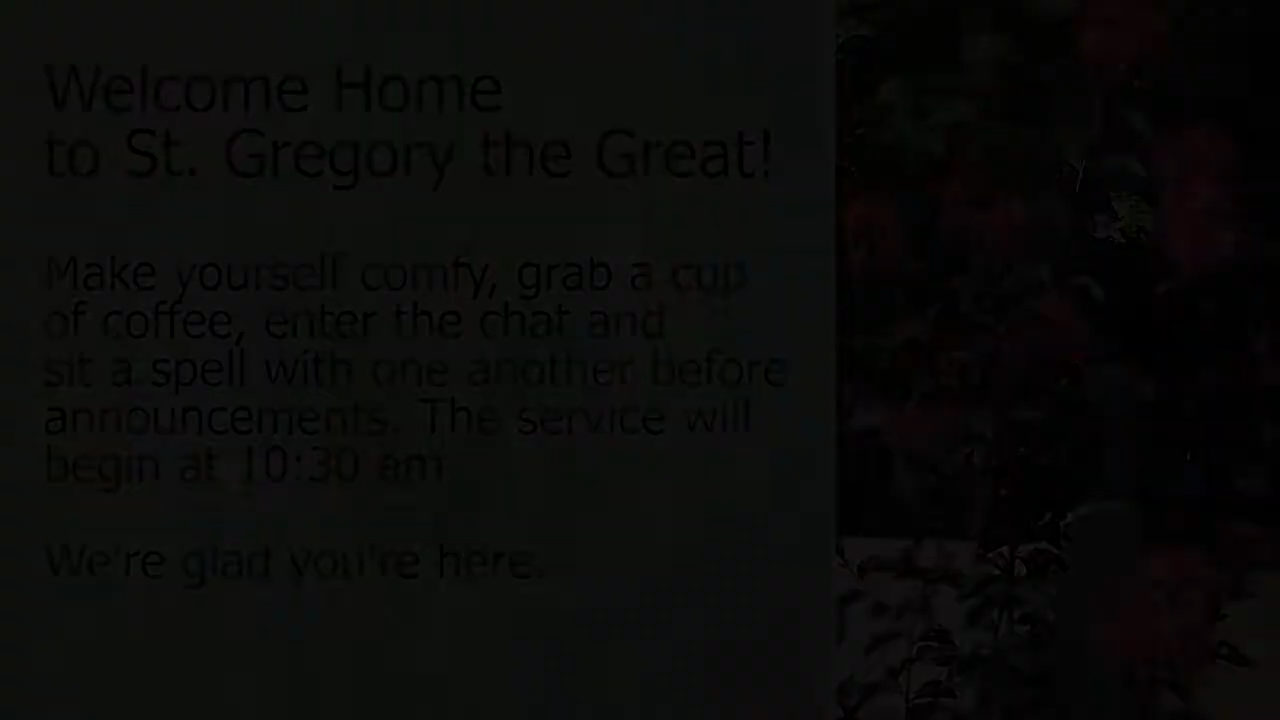 Welcome Home
to St. Gregory the Great!
Make yourself comfy, grab a cup
of coffee, enter the chat and
sit a spell with one another before
announcements. The service will
begin at 10:30 am
We're glad you're here.